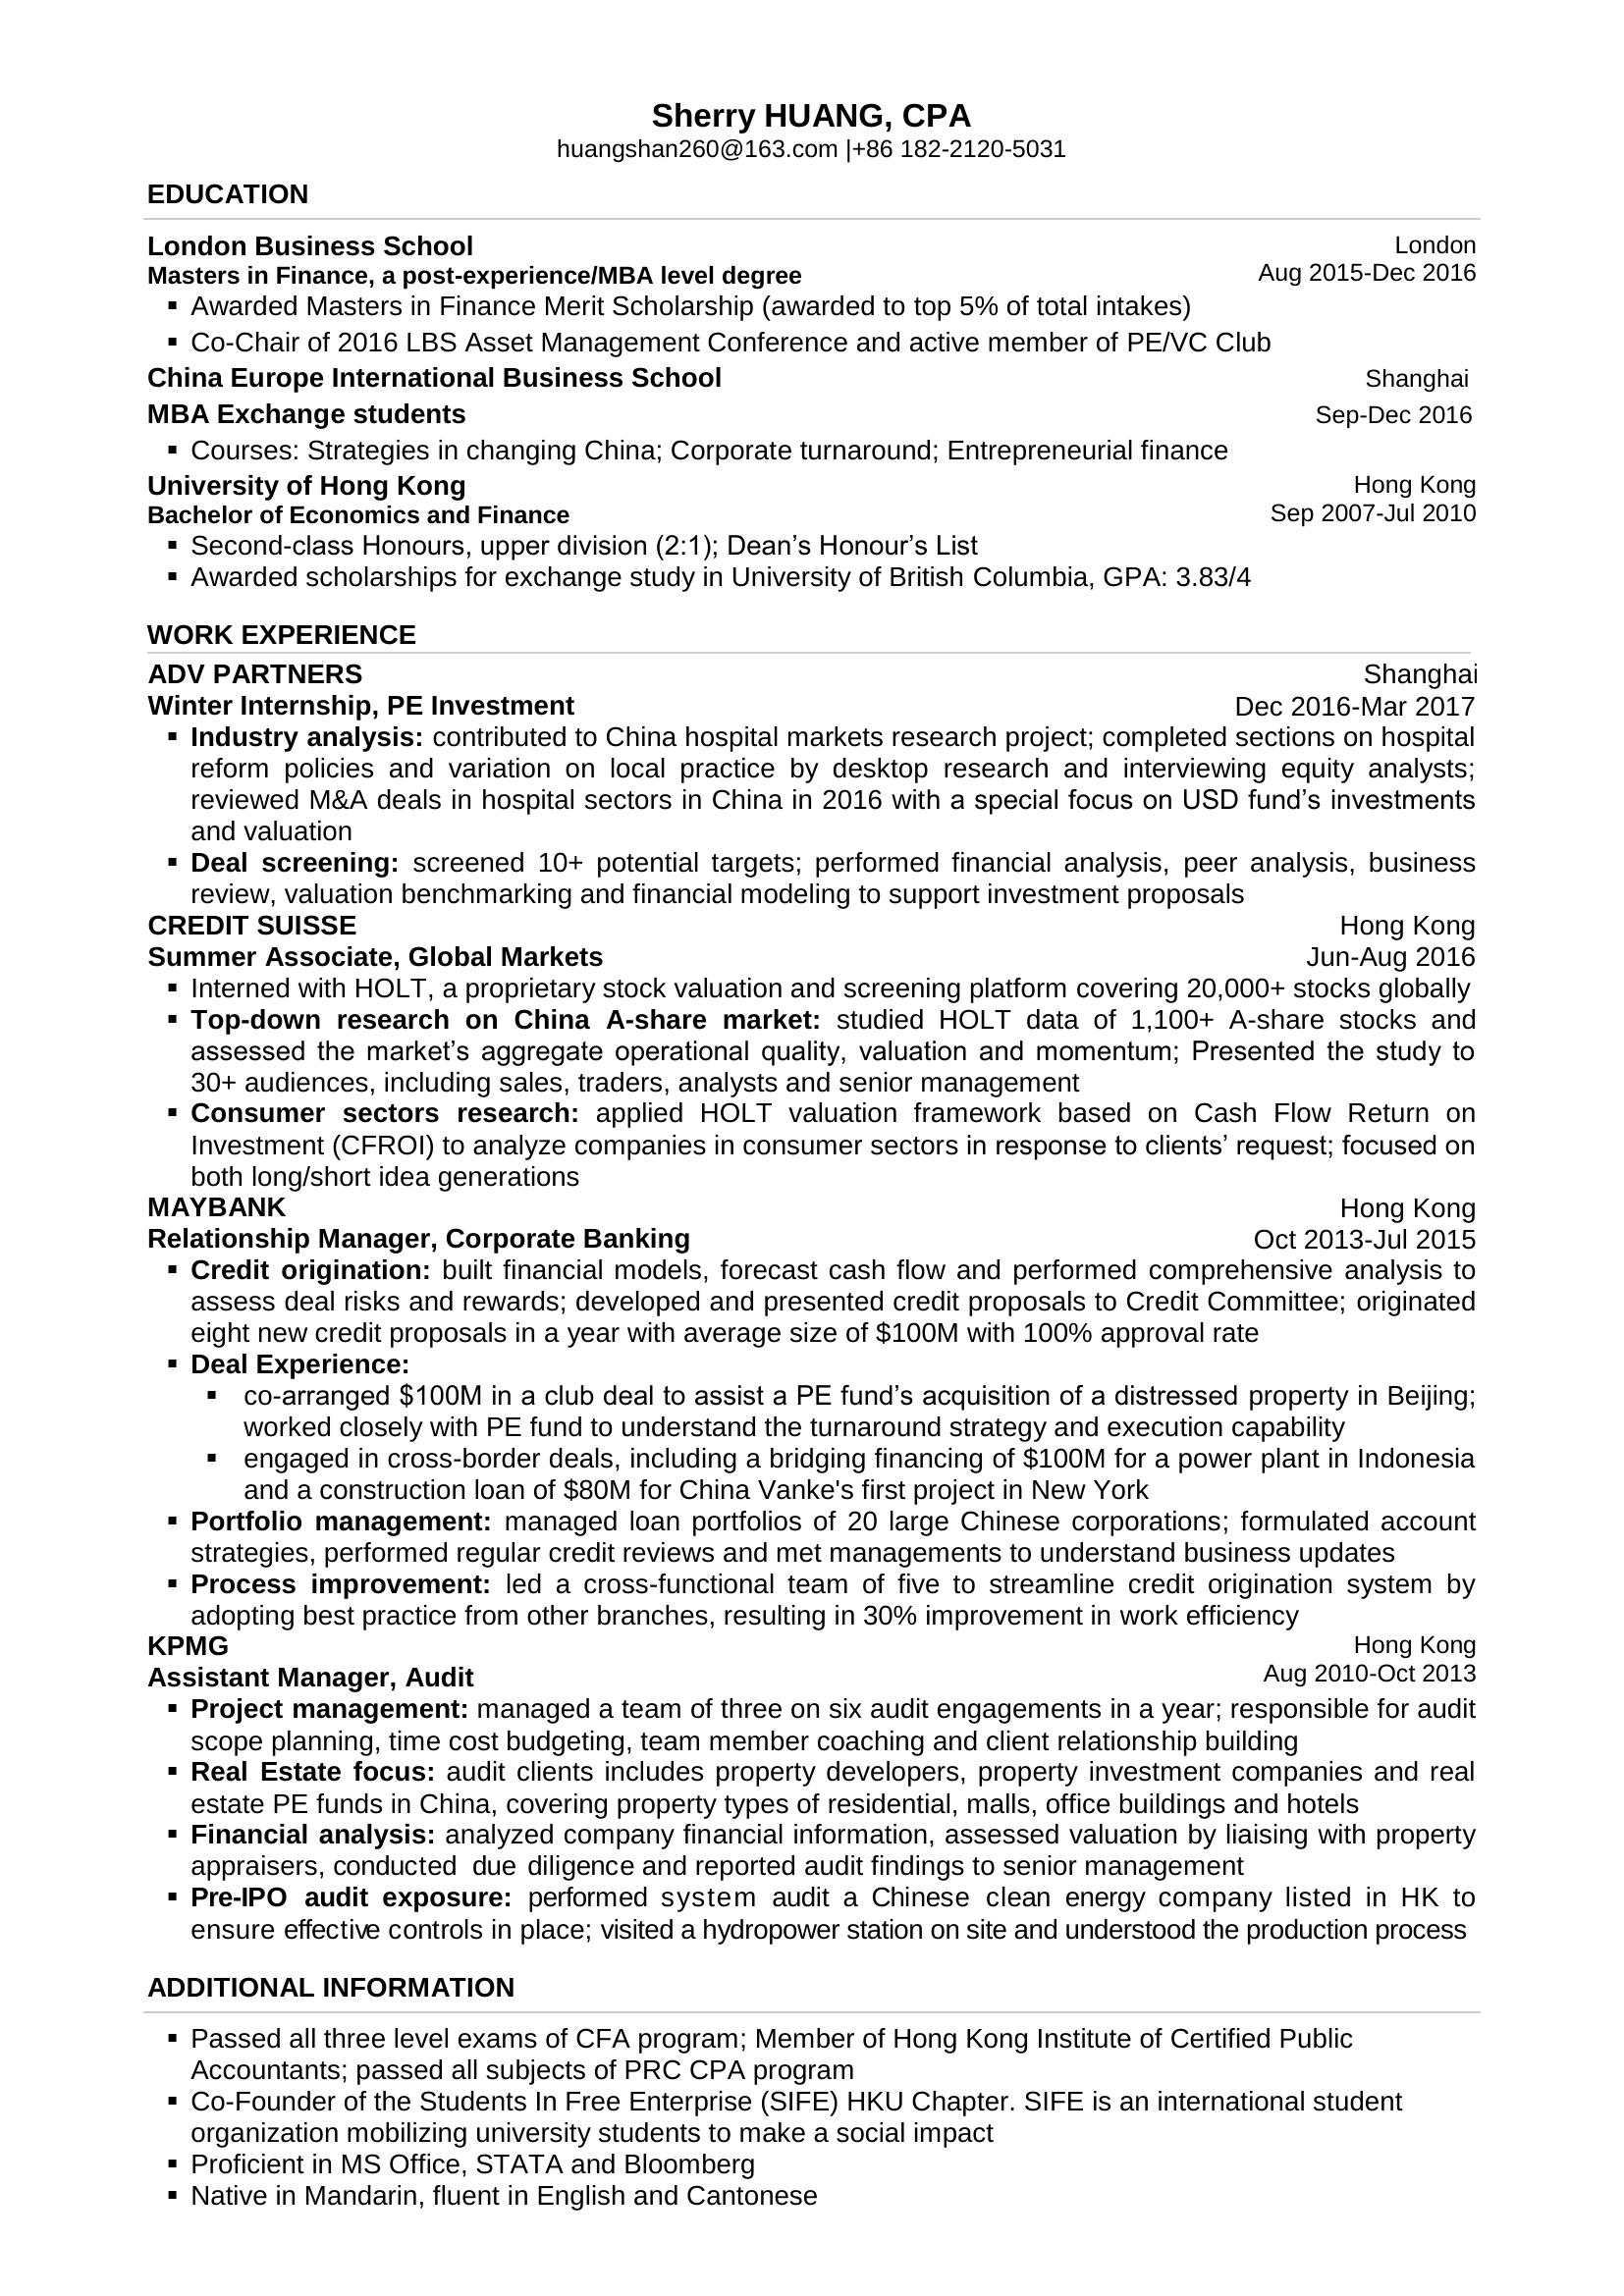 Sherry HUANG, CPA
huangshan260@163.com |+86 182-2120-5031
EDUCATION
London Business School London
Masters in Finance, a post-experience/MBA level degree Aug 2015-Dec 2016
▪ Awarded Masters in Finance Merit Scholarship (awarded to top 5% of total intakes)
▪ Co-Chair of 2016 LBS Asset Management Conference and active member of PE/VC Club
China Europe International Business School Shanghai
MBA Exchange students Sep-Dec 2016
▪ Courses: Strategies in changing China; Corporate turnaround; Entrepreneurial finance
University of Hong Kong Hong Kong
Bachelor of Economics and Finance Sep 2007-Jul 2010
▪ Second-class Honours, upper division (2:1); Dean’s Honour’s List
▪ Awarded scholarships for exchange study in University of British Columbia, GPA: 3.83/4
WORK EXPERIENCE
ADV PARTNERS Shanghai
Winter Internship, PE Investment Dec 2016-Mar 2017
▪ Industry analysis: contributed to China hospital markets research project; completed sections on hospital
reform policies and variation on local practice by desktop research and interviewing equity analysts;
reviewed M&A deals in hospital sectors in China in 2016 with a special focus on USD fund’s investments
and valuation
▪ Deal screening: screened 10+ potential targets; performed financial analysis, peer analysis, business
review, valuation benchmarking and financial modeling to support investment proposals
CREDIT SUISSE Hong Kong
Summer Associate, Global Markets Jun-Aug 2016
▪ Interned with HOLT, a proprietary stock valuation and screening platform covering 20,000+ stocks globally
▪ Top-down research on China A-share market: studied HOLT data of 1,100+ A-share stocks and
assessed the market’s aggregate operational quality, valuation and momentum; Presented the study to
30+ audiences, including sales, traders, analysts and senior management
▪ Consumer sectors research: applied HOLT valuation framework based on Cash Flow Return on
Investment (CFROI) to analyze companies in consumer sectors in response to clients’ request; focused on
both long/short idea generations
MAYBANK Hong Kong
Relationship Manager, Corporate Banking Oct 2013-Jul 2015
▪ Credit origination: built financial models, forecast cash flow and performed comprehensive analysis to
assess deal risks and rewards; developed and presented credit proposals to Credit Committee; originated
eight new credit proposals in a year with average size of $100M with 100% approval rate
▪ Deal Experience:
▪ co-arranged $100M in a club deal to assist a PE fund’s acquisition of a distressed property in Beijing;
worked closely with PE fund to understand the turnaround strategy and execution capability
▪ engaged in cross-border deals, including a bridging financing of $100M for a power plant in Indonesia
and a construction loan of $80M for China Vanke's first project in New York
▪ Portfolio management: managed loan portfolios of 20 large Chinese corporations; formulated account
strategies, performed regular credit reviews and met managements to understand business updates
▪ Process improvement: led a cross-functional team of five to streamline credit origination system by
adopting best practice from other branches, resulting in 30% improvement in work efficiency
KPMG Hong Kong
Assistant Manager, Audit Aug 2010-Oct 2013
▪ Project management: managed a team of three on six audit engagements in a year; responsible for audit
scope planning, time cost budgeting, team member coaching and client relationship building
▪ Real Estate focus: audit clients includes property developers, property investment companies and real
estate PE funds in China, covering property types of residential, malls, office buildings and hotels
▪ Financial analysis: analyzed company financial information, assessed valuation by liaising with property
appraisers, conducted due diligence and reported audit findings to senior management
▪ Pre-IPO audit exposure: performed system audit a Chinese clean energy company listed in HK to
ensure effective controls in place; visited a hydropower station on site and understood the production process
ADDITIONAL INFORMATION
▪ Passed all three level exams of CFA program; Member of Hong Kong Institute of Certified Public
Accountants; passed all subjects of PRC CPA program
▪ Co-Founder of the Students In Free Enterprise (SIFE) HKU Chapter. SIFE is an international student
organization mobilizing university students to make a social impact
▪ Proficient in MS Office, STATA and Bloomberg
▪ Native in Mandarin, fluent in English and Cantonese